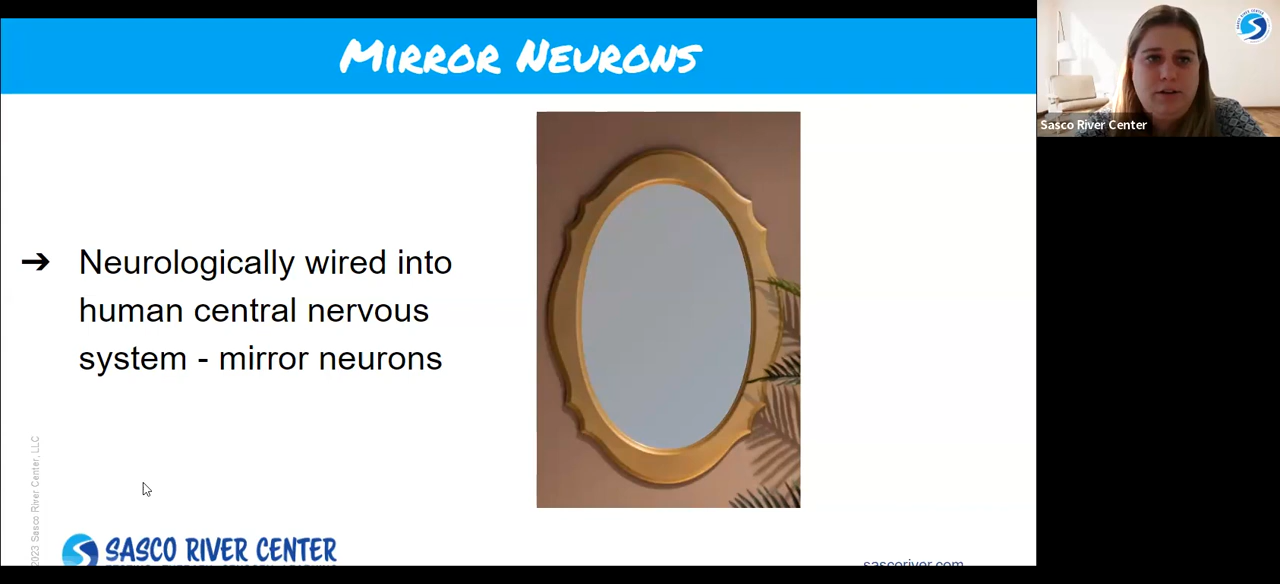 Mirror Neurons
Sasco River Center
➔ Neurologically wired into
human central nervous
system - mirror neurons
2023 Sasco River Center, LLC
SASCO RIVER CENTER
sascoriver.com